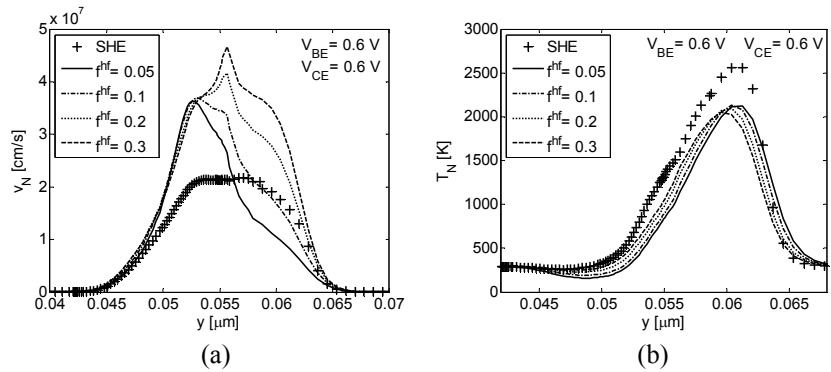 x 10^7
5
4
3
2
1
0
v_N [cm/s]
+ SHE
f^hf = 0.05
f^hf = 0.1
f^hf = 0.2
f^hf = 0.3
V_BE = 0.6 V
V_CE = 0.6 V
0.04 0.045 0.05 0.055 0.06 0.065 0.07
y [μm]
(a)
3000
2500
2000
1500
1000
500
0
T_N [K]
+ SHE
f^hf = 0.05
f^hf = 0.1
f^hf = 0.2
f^hf = 0.3
V_BE = 0.6 V V_CE = 0.6 V
0.045 0.05 0.055 0.06 0.065
y [μm]
(b)